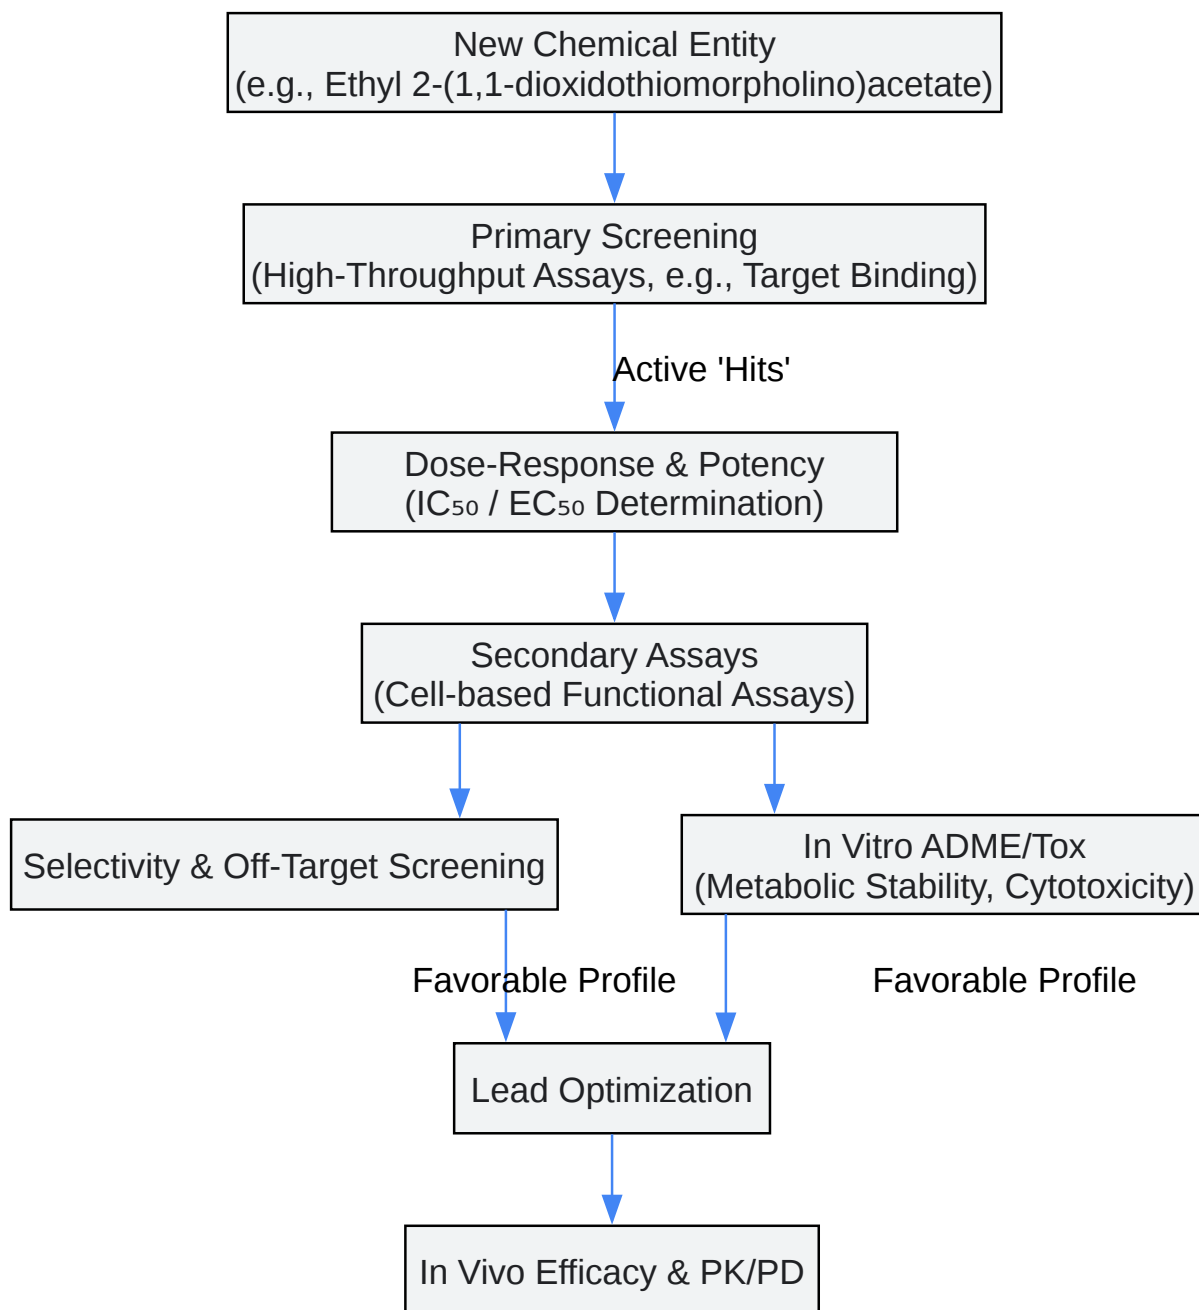 New Chemical Entity
(e.g., Ethyl 2-(1,1-dioxidothiomorpholino)acetate)
Primary Screening
(High-Throughput Assays, e.g., Target Binding)
Active 'Hits'
Dose-Response & Potency
(IC₅₀ / EC₅₀ Determination)
Secondary Assays
(Cell-based Functional Assays)
Selectivity & Off-Target Screening
In Vitro ADME/Tox
(Metabolic Stability, Cytotoxicity)
Favorable Profile
Favorable Profile
Lead Optimization
In Vivo Efficacy & PK/PD